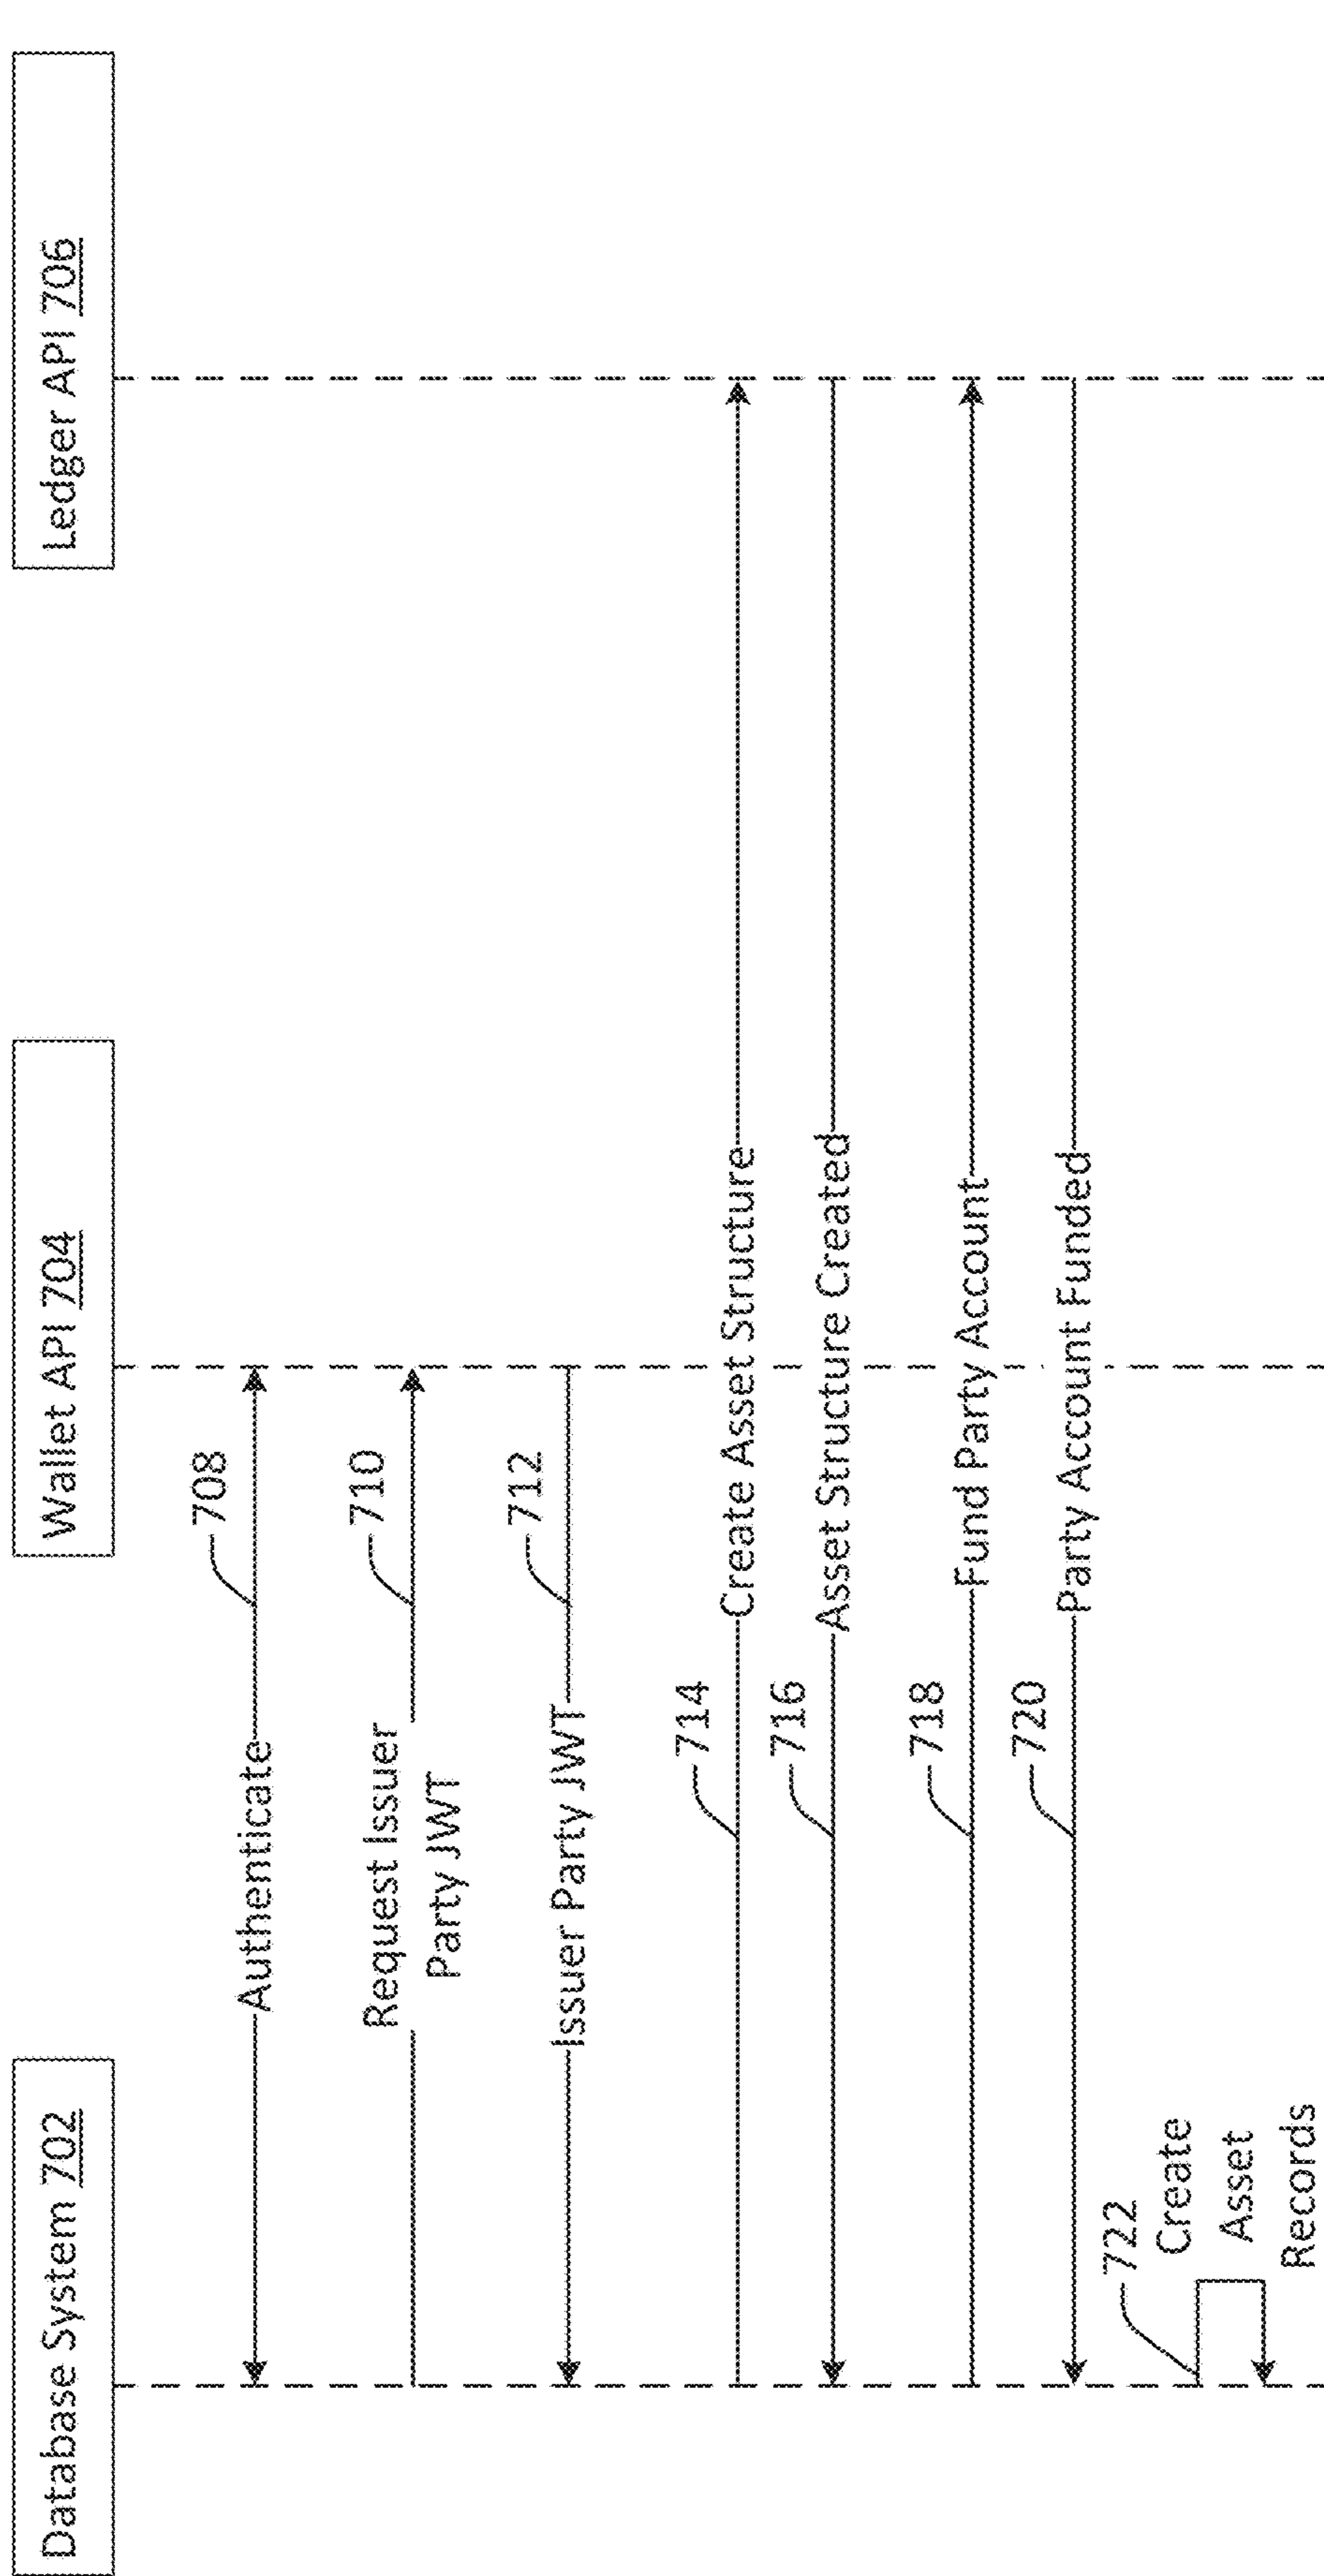 Database System 702
Wallet API 704
Ledger API 706
708
Authenticate
710
Request Issuer
Party JWT
712
Issuer Party JWT
714
Create Asset Structure
716
Asset Structure Created
718
Fund Party Account
720
Party Account Funded
722
Create
Asset
Records